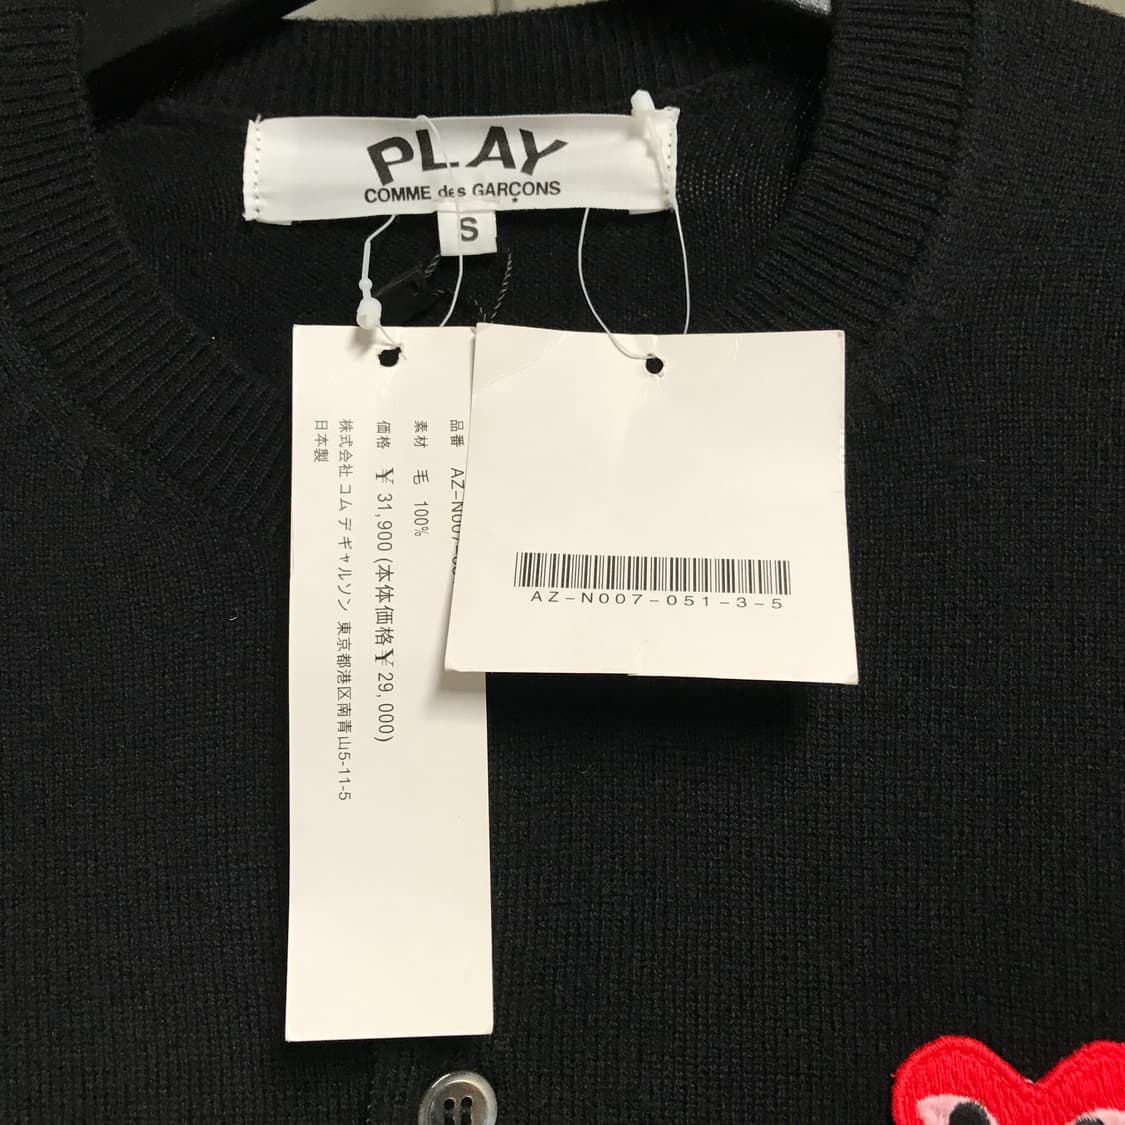 PLAY
COMME des GARÇONS
S
品番 AZ-N007-
素材 毛 100%
価格 ¥ 31,900 (本体価格¥ 29,000)
株式会社 コム デ ギャルソン 東京都港区南青山5-11-5
日本製
AZ-N007-051-3-5